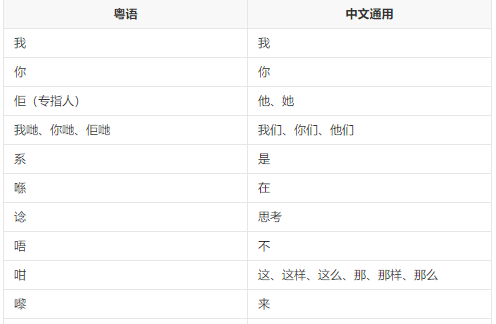 粤语 中文通用
我 我
你 你
佢（专指人） 他、她
我哋、你哋、佢哋 我们、你们、他们
系 是
喺 在
谂 思考
唔 不
咁 这、这样、这么、那、那样、那么
嚟 来